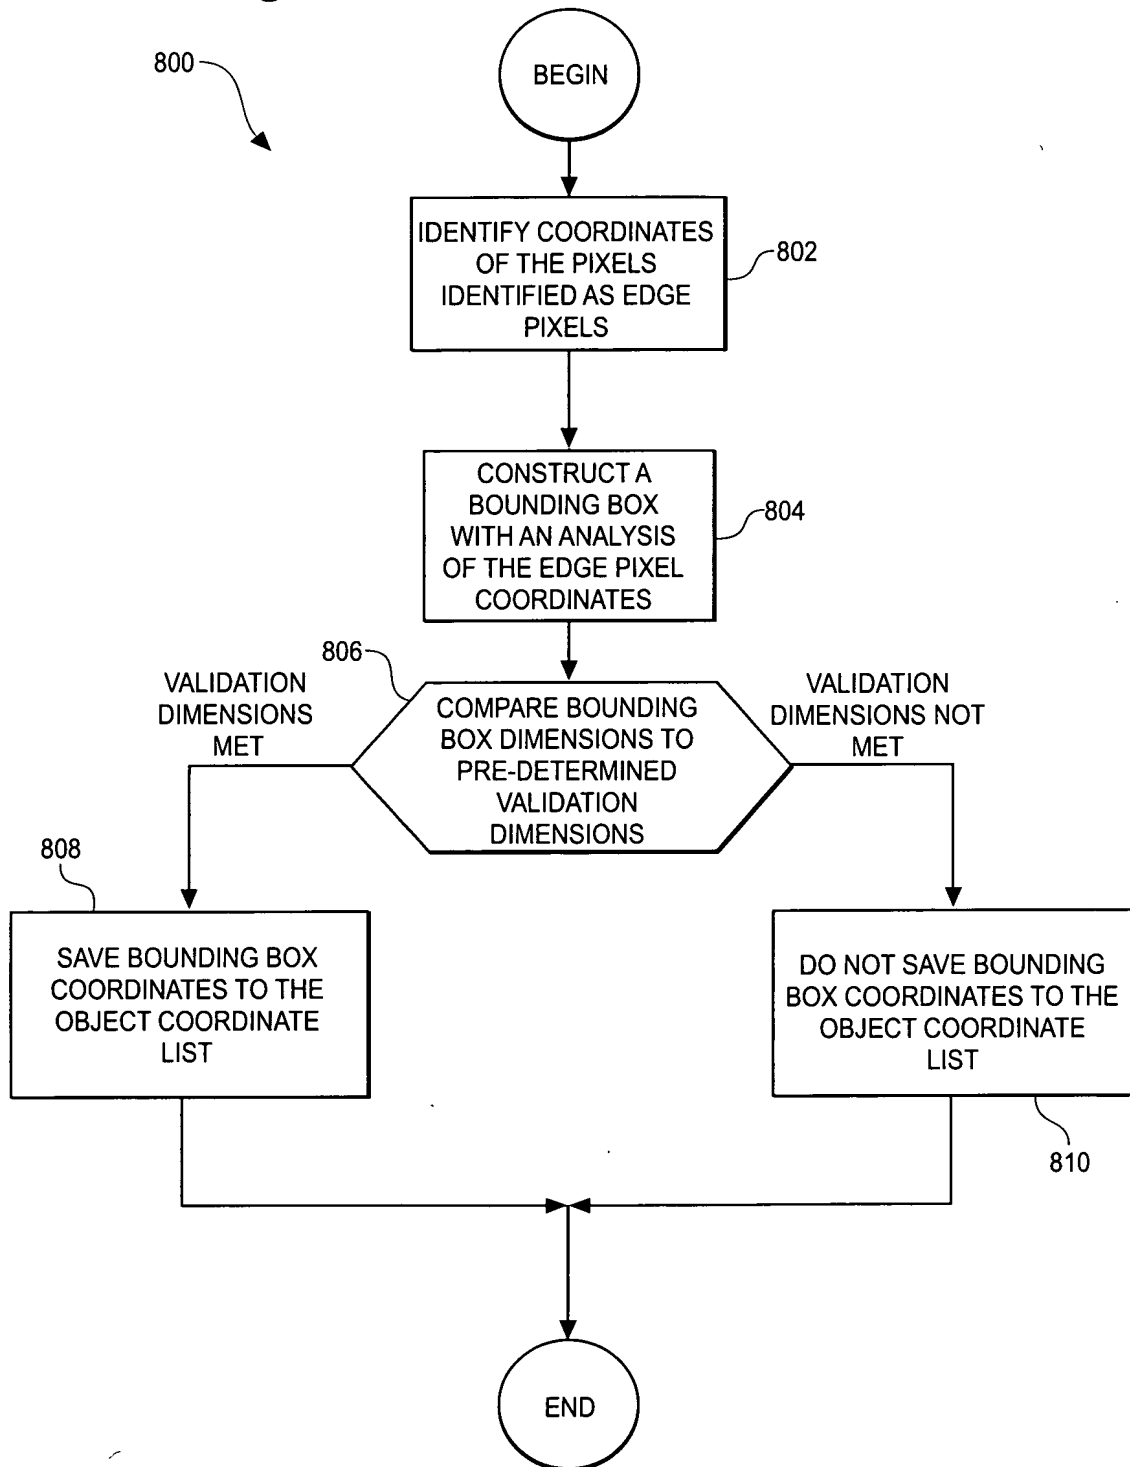 800
BEGIN
IDENTIFY COORDINATES
OF THE PIXELS
IDENTIFIED AS EDGE
PIXELS
802
CONSTRUCT A
BOUNDING BOX
WITH AN ANALYSIS
OF THE EDGE PIXEL
COORDINATES
804
806
VALIDATION
DIMENSIONS
MET
COMPARE BOUNDING
BOX DIMENSIONS TO
PRE-DETERMINED
VALIDATION
DIMENSIONS
VALIDATION
DIMENSIONS NOT
MET
808
SAVE BOUNDING BOX
COORDINATES TO THE
OBJECT COORDINATE
LIST
DO NOT SAVE BOUNDING
BOX COORDINATES TO THE
OBJECT COORDINATE
LIST
810
END